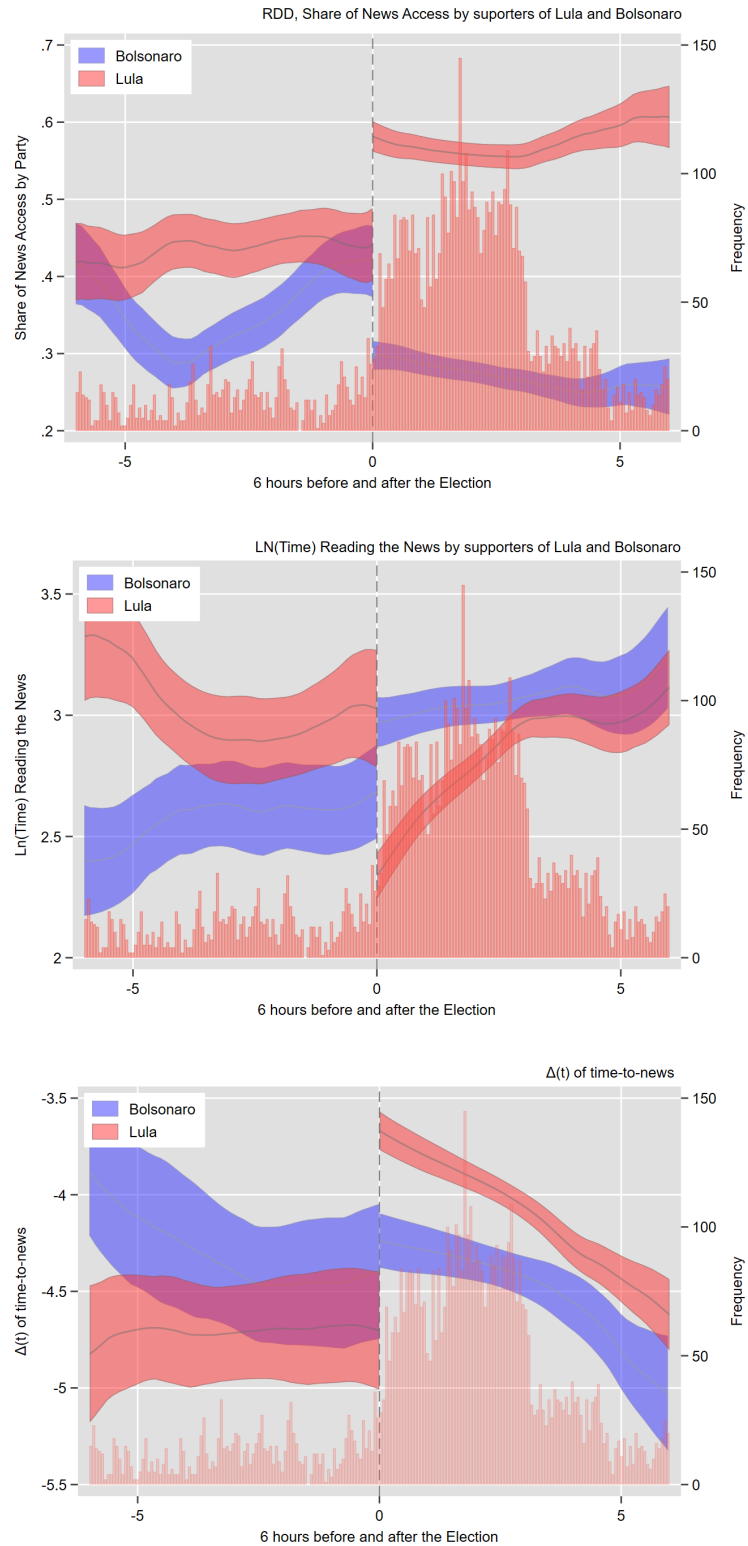 RDD, Share of News Access by suporters of Lula and Bolsonaro
Bolsonaro
Lula
.7
.6
.5
.4
.3
.2
Share of News Access by Party
150
100
50
0
Frequency
-5
0
5
6 hours before and after the Election
LN(Time) Reading the News by supporters of Lula and Bolsonaro
Bolsonaro
Lula
3.5
3
2.5
2
Ln(Time) Reading the News
150
100
50
0
Frequency
-5
0
5
6 hours before and after the Election
Δ(t) of time-to-news
Bolsonaro
Lula
-3.5
-4
-4.5
-5
-5.5
Δ(t) of time-to-news
150
100
50
0
Frequency
-5
0
5
6 hours before and after the Election